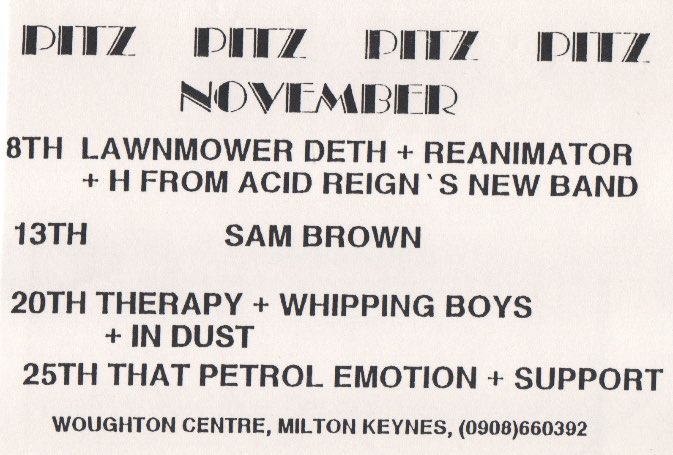 PITZ PITZ PITZ PITZ
NOVEMBER
8TH LAWNMOWER DETH + REANIMATOR
+ H FROM ACID REIGN`S NEW BAND
13TH SAM BROWN
20TH THERAPY + WHIPPING BOYS
+ IN DUST
25TH THAT PETROL EMOTION + SUPPORT
WOUGHTON CENTRE, MILTON KEYNES, (0908)660392